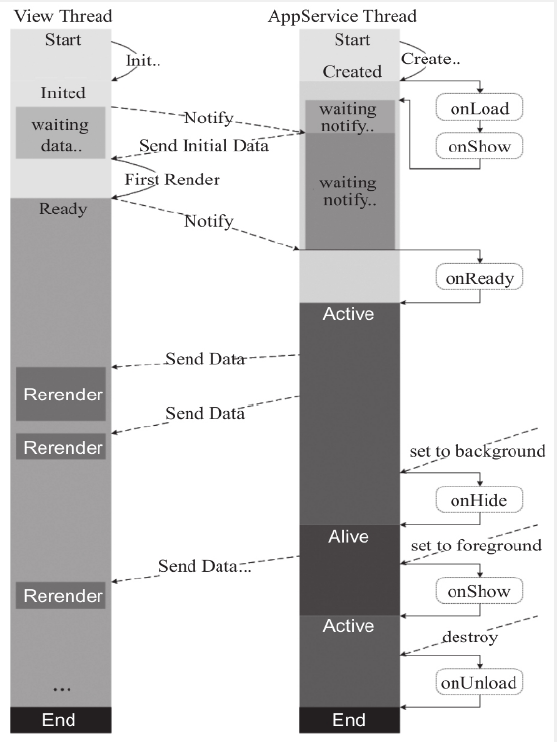 View Thread
AppService Thread
Start
Start
Init..
Create..
Created
Inited
onLoad
waiting
data..
waiting
notify..
Notify
Send Initial Data
onShow
First Render
waiting
notify..
Ready
Notify
onReady
Active
Send Data
Rerender
Send Data
Rerender
set to background
onHide
Alive
set to foreground
Send Data...
Rerender
onShow
Active
destroy
onUnload
...
End
End